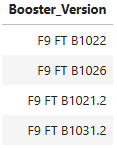 Booster_Version
F9 FT B1022
F9 FT B1026
F9 FT B1021.2
F9 FT B1031.2